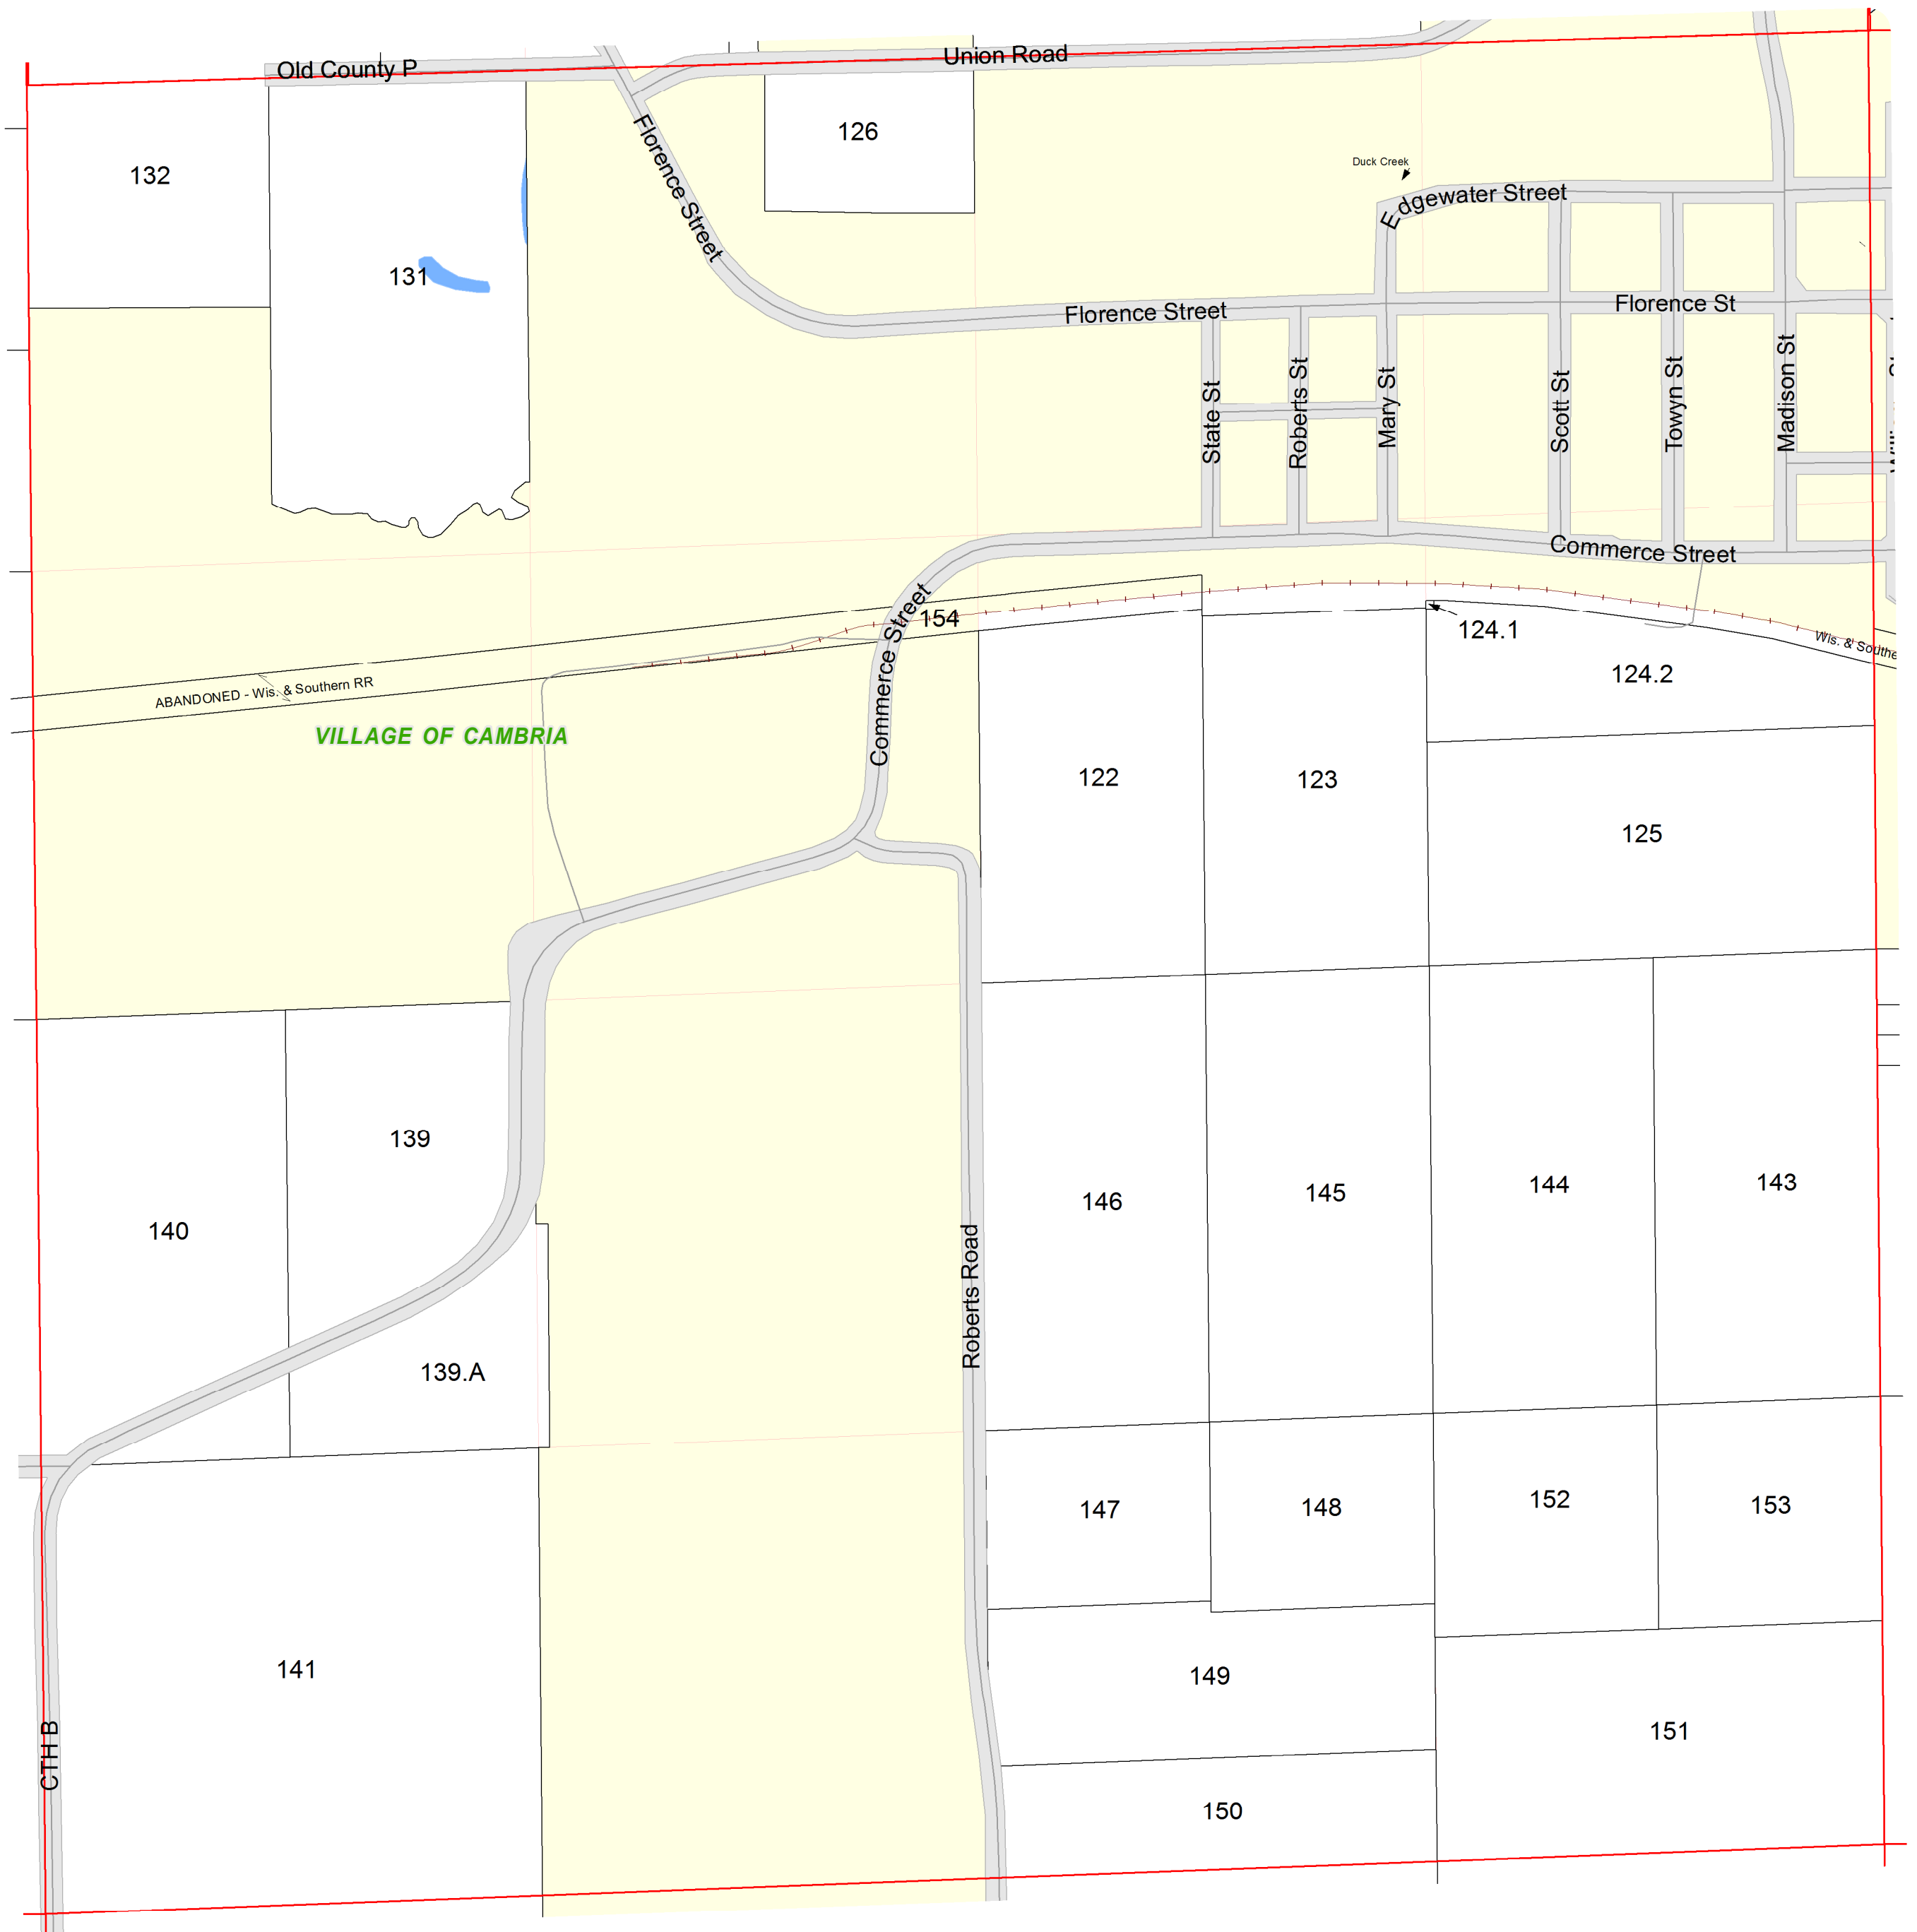 Old County P
Union Road
126
132
Florence Street
Duck Creek
Edgewater Street
131
Florence Street
Florence St
State St
Roberts St
Mary St
Scott St
Towyn St
Madison St
Commerce Street
154
Commerce Street
124.1
Wis. & Southe
124.2
ABANDONED - Wis. & Southern RR
VILLAGE OF CAMBRIA
122
123
125
139
140
146
145
144
143
Roberts Road
139.A
147
148
152
153
141
149
151
CTH B
150